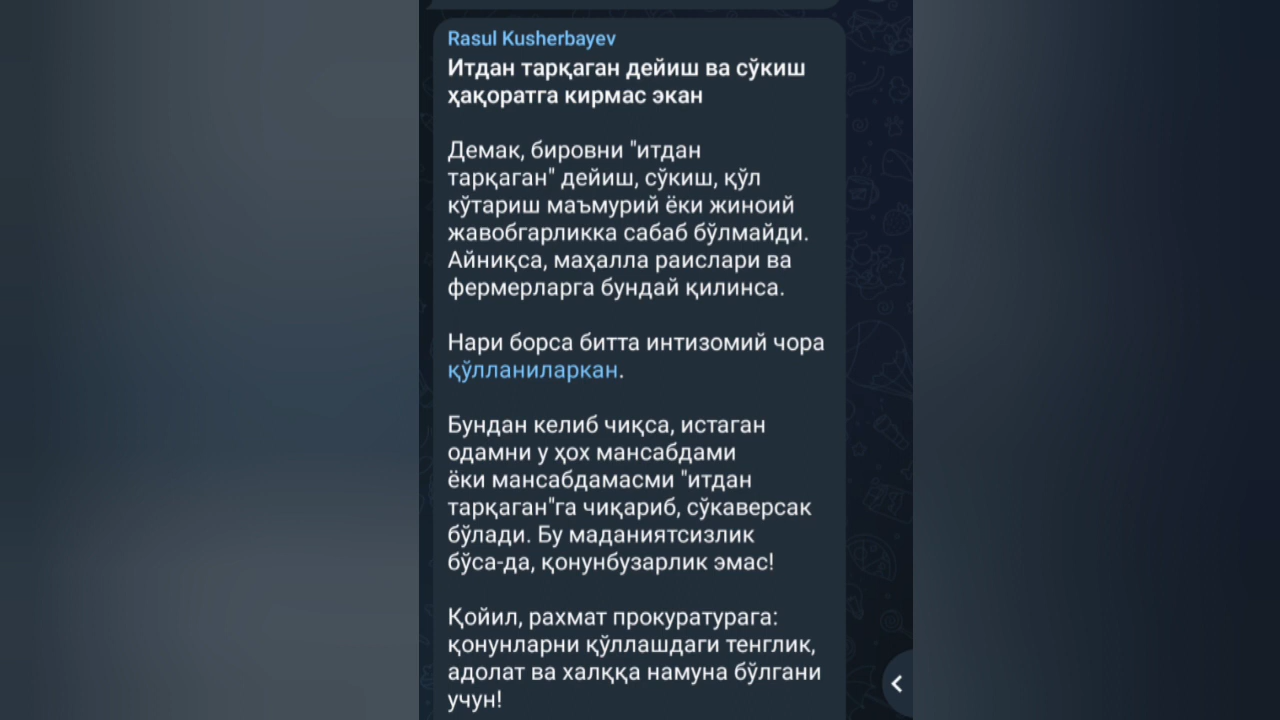 Rasul Kusherbayev
Итдан тарқаган дейиш ва сўкиш
ҳақоратга кирмас экан
Демак, бировни "итдан
тарқаган" дейиш, сўкиш, қўл
кўтариш маъмурий ёки жиноий
жавобгарликка сабаб бўлмайди.
Айниқса, маҳалла раислари ва
фермерларга бундай қилинса.
Нари борса битта интизомий чора
қўлланиларкан.
Бундан келиб чиқса, истаган
одамни у ҳох мансабдами
ёки мансабдамасми "итдан
тарқаган"га чиқариб, сўкаверсак
бўлади. Бу маданиятсизлик
бўса-да, қонунбузарлик эмас!
Қойил, рахмат прокуратурага:
қонунларни қўллашдаги тенглик,
адолат ва халққа намуна бўлгани
учун!